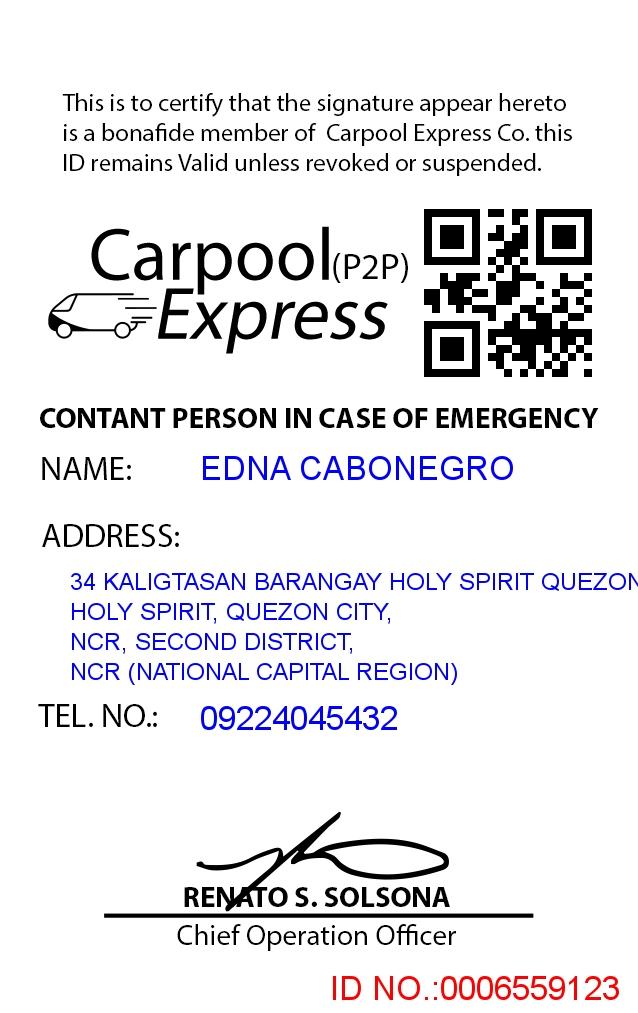 This is to certify that the signature appear hereto
is a bonafide member of Carpool Express Co. this
ID remains Valid unless revoked or suspended.
Carpool(P2P)
Express
CONTANT PERSON IN CASE OF EMERGENCY
NAME: EDNA CABONEGRO
ADDRESS:
34 KALIGTASAN BARANGAY HOLY SPIRIT QUEZON
HOLY SPIRIT, QUEZON CITY,
NCR, SECOND DISTRICT,
NCR (NATIONAL CAPITAL REGION)
TEL. NO.: 09224045432
RENATO S. SOLSONA
Chief Operation Officer
ID NO.:0006559123